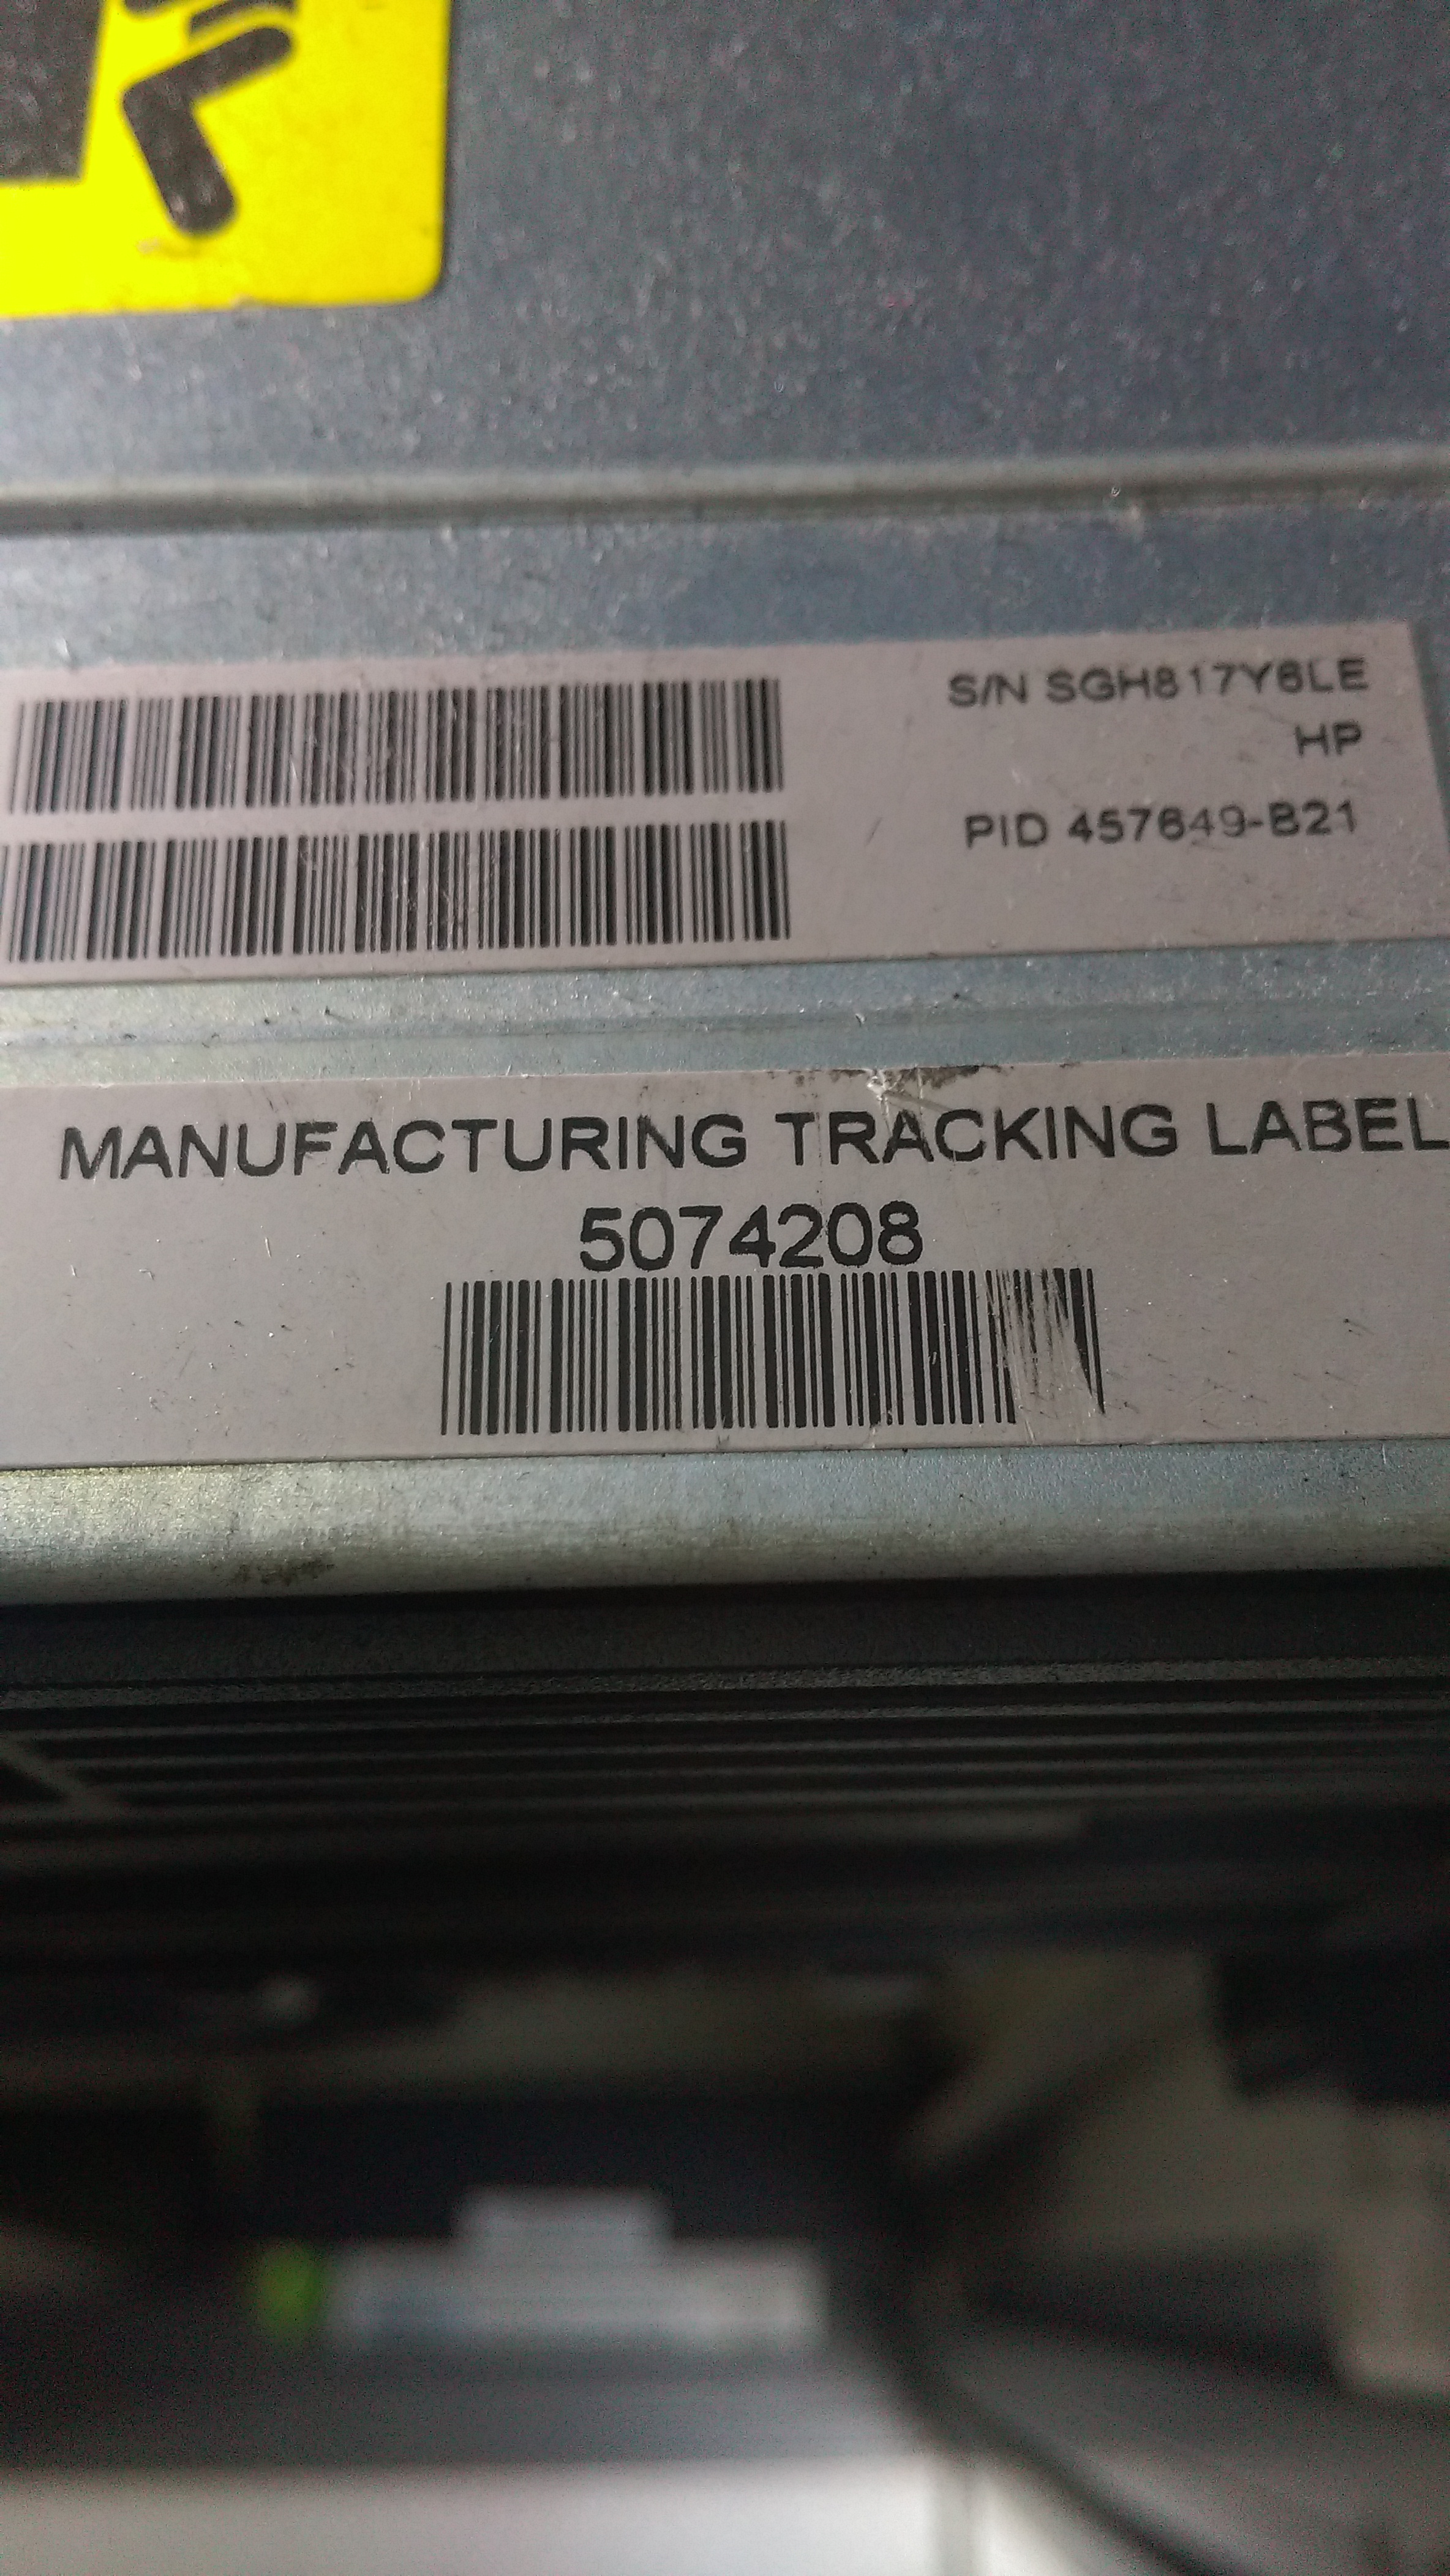 S/N SGH817Y6LE
HP
PID 457649-B21
MANUFACTURING TRACKING LABEL
5074208